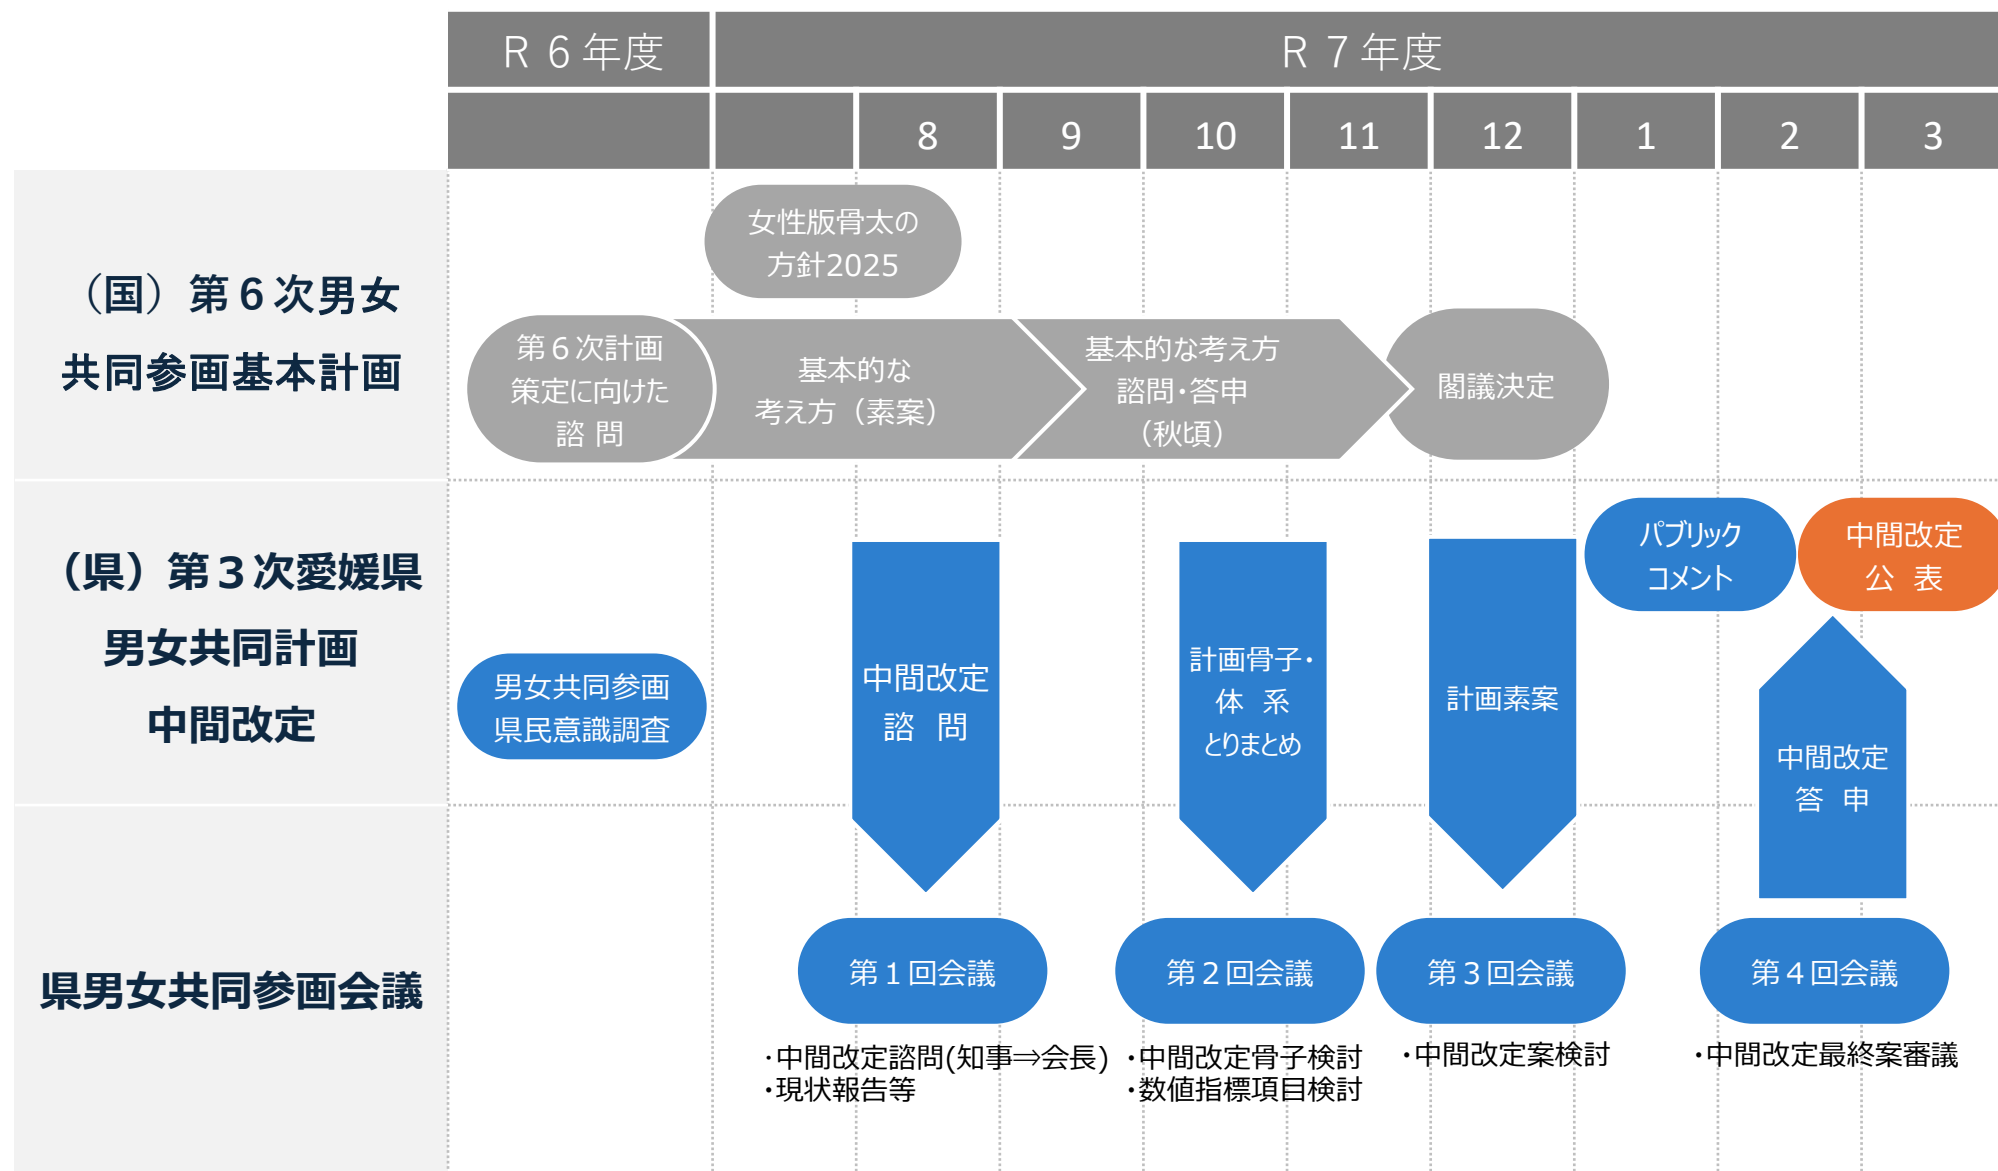 Ｒ６年度
Ｒ７年度
8
9
10
11
12
1
2
3
（国）第６次男女
共同参画基本計画
女性版骨太の
方針2025
第６次計画
策定に向けた
諮 問
基本的な
考え方（素案）
基本的な考え方
諮問・答申
（秋頃）
閣議決定
（県）第３次愛媛県
男女共同計画
中間改定
男女共同参画
県民意識調査
中間改定
諮　問
計画骨子・
体　系
とりまとめ
計画素案
パブリック
コメント
中間改定
公　表
中間改定
答　申
県男女共同参画会議
第１回会議
・中間改定諮問(知事⇒会長)
・現状報告等
第２回会議
・中間改定骨子検討
・数値指標項目検討
第３回会議
・中間改定案検討
第４回会議
・中間改定最終案審議